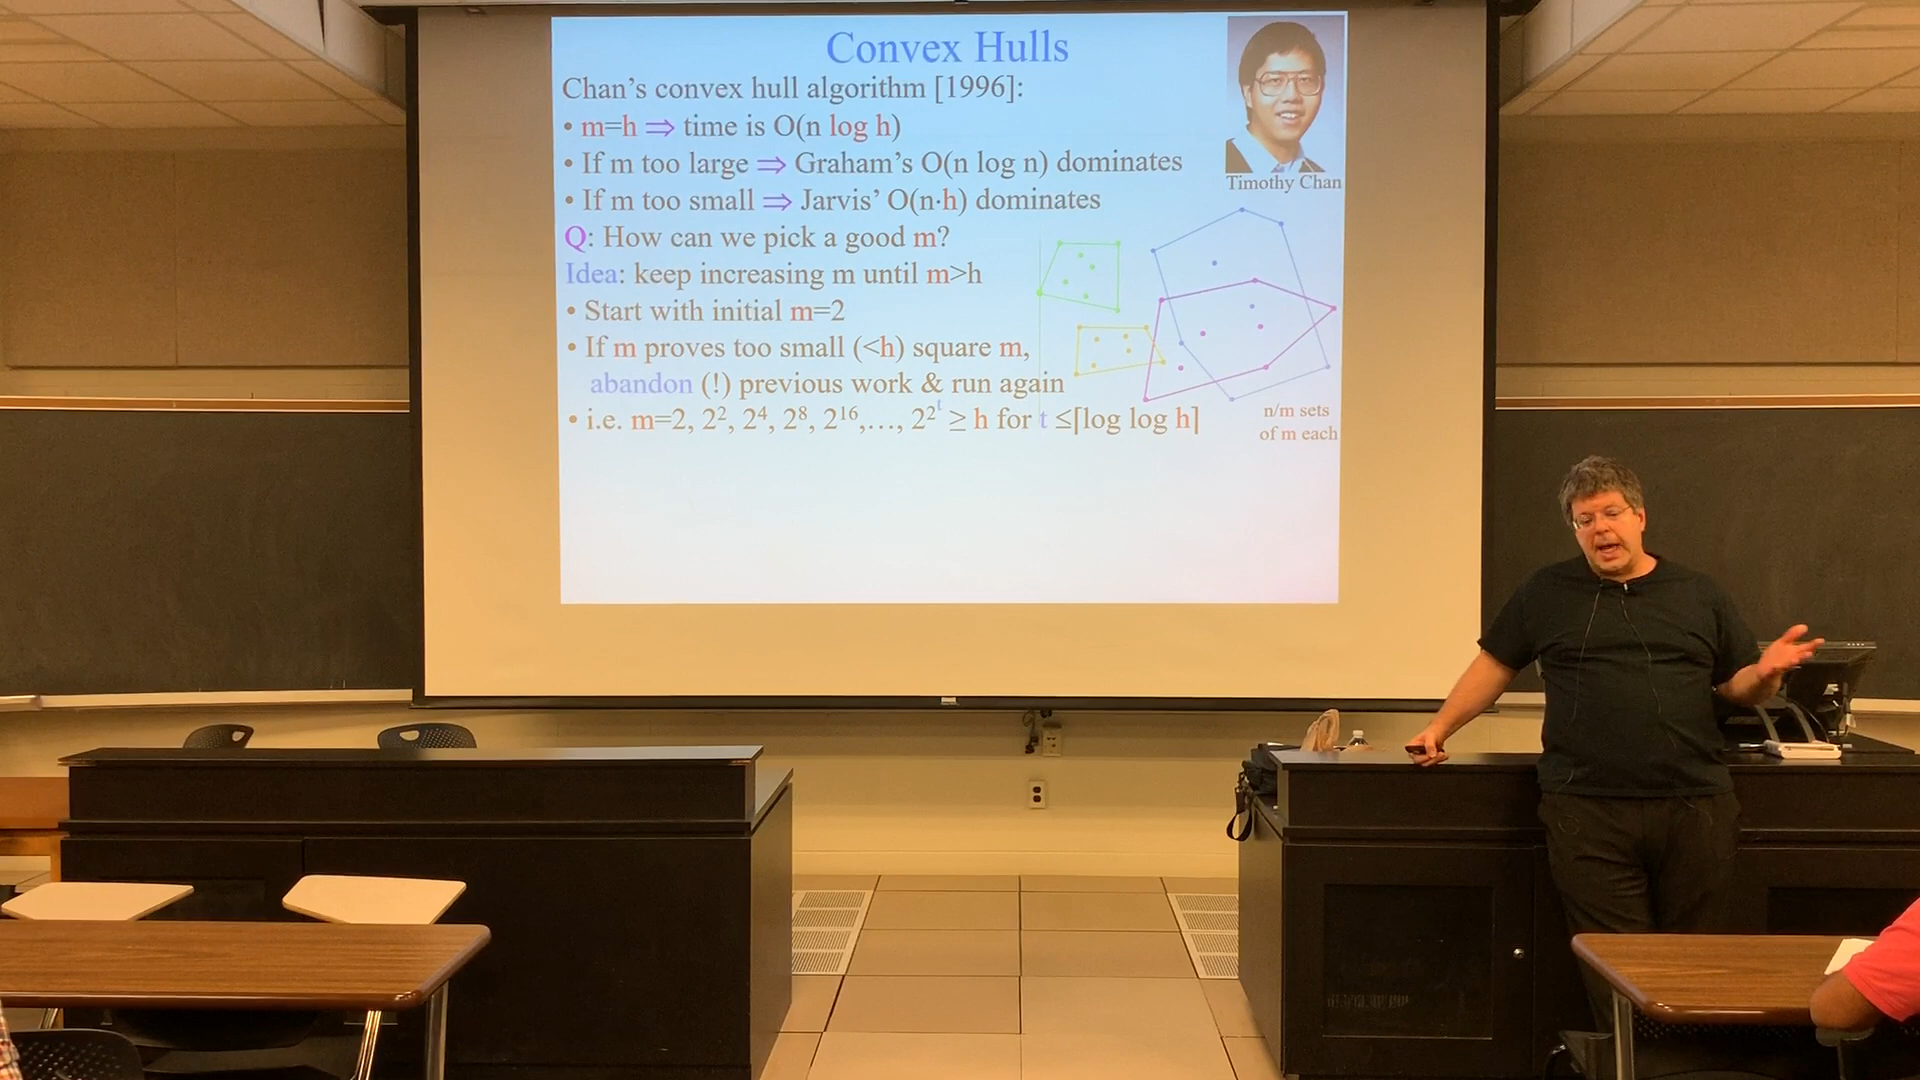 Convex Hulls
Chan’s convex hull algorithm [1996]:
• m=h ⇒ time is O(n log h)
• If m too large ⇒ Graham’s O(n log n) dominates
• If m too small ⇒ Jarvis’ O(n·h) dominates
Timothy Chan
Q: How can we pick a good m?
Idea: keep increasing m until m>h
• Start with initial m=2
• If m proves too small (<h) square m,
abandon (!) previous work & run again
• i.e. m=2, 2², 2⁴, 2⁸, 2¹⁶,…, 2^2^t ≥ h for t ≤⌈log log h⌉
n/m sets
of m each